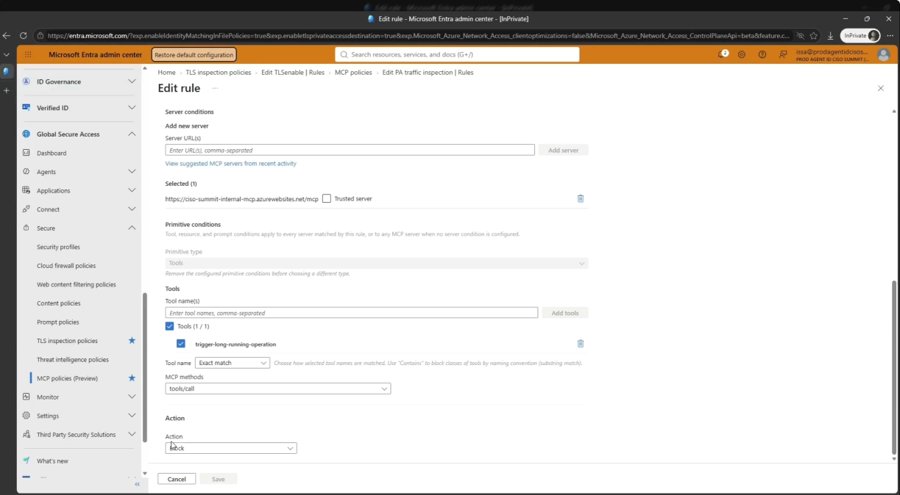 Edit rule - Microsoft Entra admin center - [InPrivate]
https://entra.microsoft.com/?exp.enableIdentityMatchingInFilePolicies=true&exp.enabletlsprivateaccessdestination=true&exp.Microsoft_Azure_Network_Access_clientoptimizations=false&Microsoft_Azure_Network_Access_ControlPlaneApi=beta&feature.c...
InPrivate
Microsoft Entra admin center
Restore default configuration
Search resources, services, and docs (G+/)
2
PROD AGENT ID CISO SUMMIT (...
Home
TLS inspection policies
Edit TLSenable | Rules
MCP policies
Edit PA traffic inspection | Rules
Edit rule
ID Governance
Verified ID
Global Secure Access
Dashboard
Agents
Applications
Connect
Secure
Security profiles
Cloud firewall policies
Web content filtering policies
Content policies
Prompt policies
TLS inspection policies
Threat intelligence policies
MCP policies (Preview)
Monitor
Settings
Third Party Security Solutions
What's new
Server conditions
Add new server
Server URL(s)
Enter URL(s), comma-separated
Add server
View suggested MCP servers from recent activity
Selected (1)
https://ciso-summit-internal-mcp.azurewebsites.net/mcp
Trusted server
Primitive conditions
Tool, resource, and prompt conditions apply to every server matched by this rule, or to any MCP server when no server condition is configured.
Primitive type
Tools
Remove the configured primitive conditions before choosing a different type.
Tools
Tool name(s)
Enter tool names, comma-separated
Add tools
Tools (1 / 1)
trigger-long-running-operation
Tool name
Exact match
Choose how selected tool names are matched. Use "Contains" to block classes of tools by naming convention (substring match).
MCP methods
tools/call
Action
Action
Block
Cancel
Save